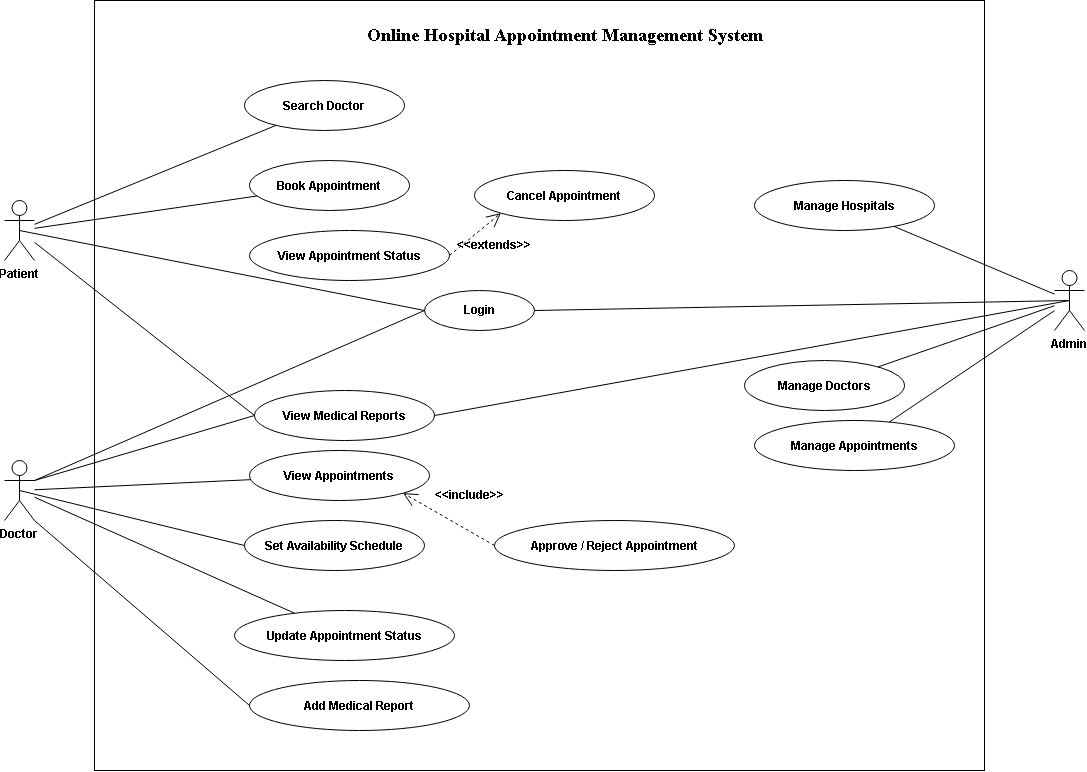 Online Hospital Appointment Management System
Search Doctor
Book Appointment
Cancel Appointment
Manage Hospitals
View Appointment Status
<<extends>>
Patient
Login
Admin
Manage Doctors
View Medical Reports
Manage Appointments
View Appointments
<<include>>
Doctor
Set Availability Schedule
Approve / Reject Appointment
Update Appointment Status
Add Medical Report